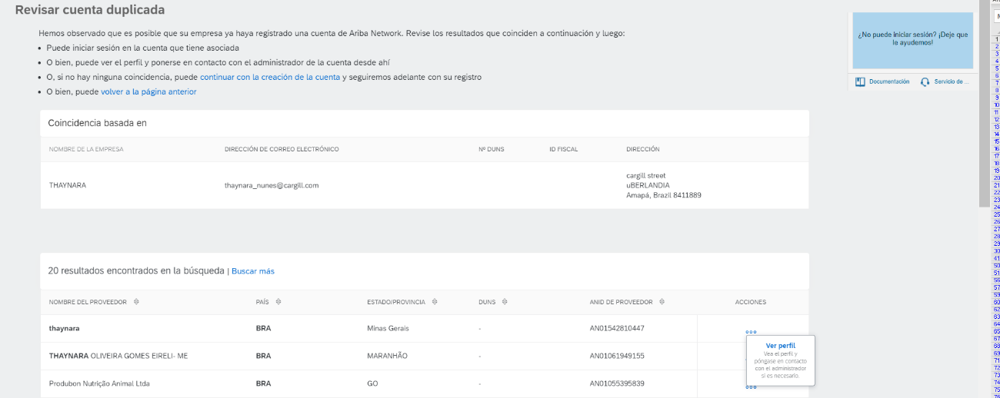 Revisar cuenta duplicada
Hemos observado que es posible que su empresa ya haya registrado una cuenta de Ariba Network. Revise los resultados que coinciden a continuación y luego:
• Puede iniciar sesión en la cuenta que tiene asociada
• O bien, puede ver el perfil y ponerse en contacto con el administrador de la cuenta desde ahí
• O, si no hay ninguna coincidencia, puede continuar con la creación de la cuenta y seguiremos adelante con su registro
• O bien, puede volver a la página anterior
¿No puede iniciar sesión? ¡Deje que
le ayudemos!
Documentación Servicio de ...
Coincidencia basada en
NOMBRE DE LA EMPRESA DIRECCIÓN DE CORREO ELECTRÓNICO Nº DUNS ID FISCAL DIRECCIÓN
THAYNARA thaynara_nunes@cargill.com
cargill street
uBERLANDIA
Amapá, Brazil 8411889
20 resultados encontrados en la búsqueda | Buscar más
NOMBRE DEL PROVEEDOR PAÍS ESTADO/PROVINCIA DUNS ANID DE PROVEEDOR ACCIONES
thaynara BRA Minas Gerais - AN01542810447
THAYNARA OLIVEIRA GOMES EIRELI- ME BRA MARANHÃO - AN01061949155
Produbon Nutrição Animal Ltda BRA GO - AN01055395839
Ver perfil
Vea el perfil y
póngase en contacto
con el administrador
si es necesario.